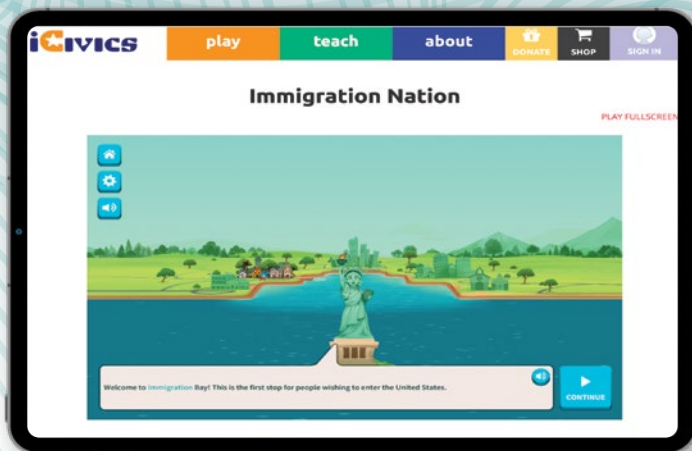 iCIVICS
play
teach
about
DONATE
SHOP
SIGN IN
Immigration Nation
PLAY FULLSCREEN
Welcome to Immigration Bay! This is the first stop for people wishing to enter the United States.
CONTINUE